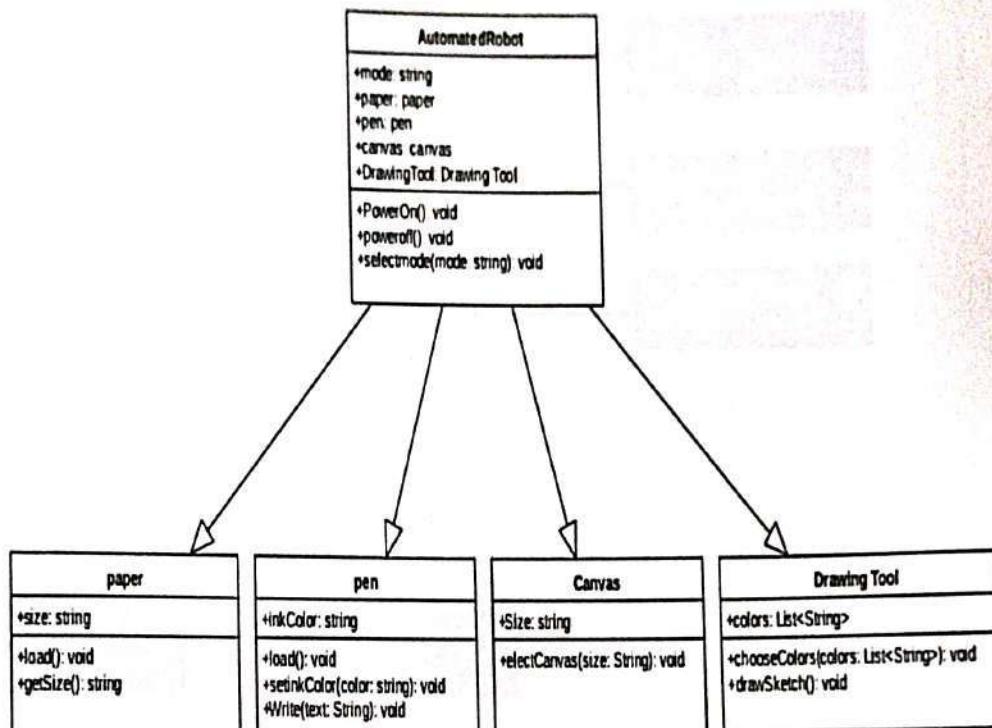 AutomatedRobot
+mode: string
+paper: paper
+pen: pen
+canvas canvas
+DrawingTool: Drawing Tool
+PowerOn() void
+poweroff() void
+selectmode(mode string) void
paper
+size: string
+load(): void
+getSize(): string
pen
+inkColor: string
+load(): void
+setinkColor(color: string): void
+Write(text: String): void
Canvas
+Size: string
+electCanvas(size: String): void
Drawing Tool
+colors: List<String>
+chooseColors(colors: List<String>): void
+drawSketch(): void